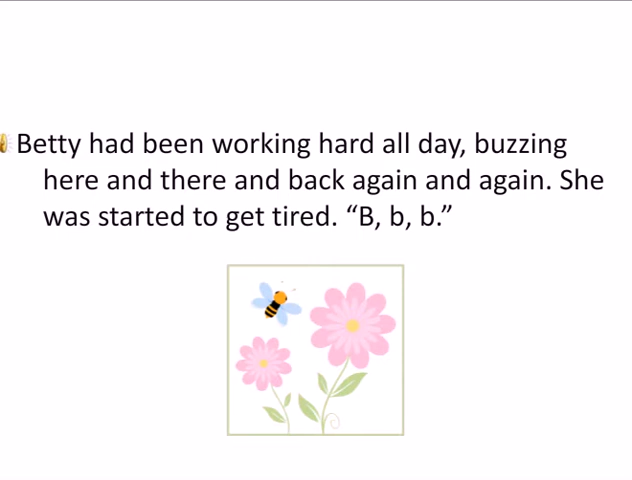 Betty had been working hard all day, buzzing
here and there and back again and again. She
was started to get tired. “B, b, b.”